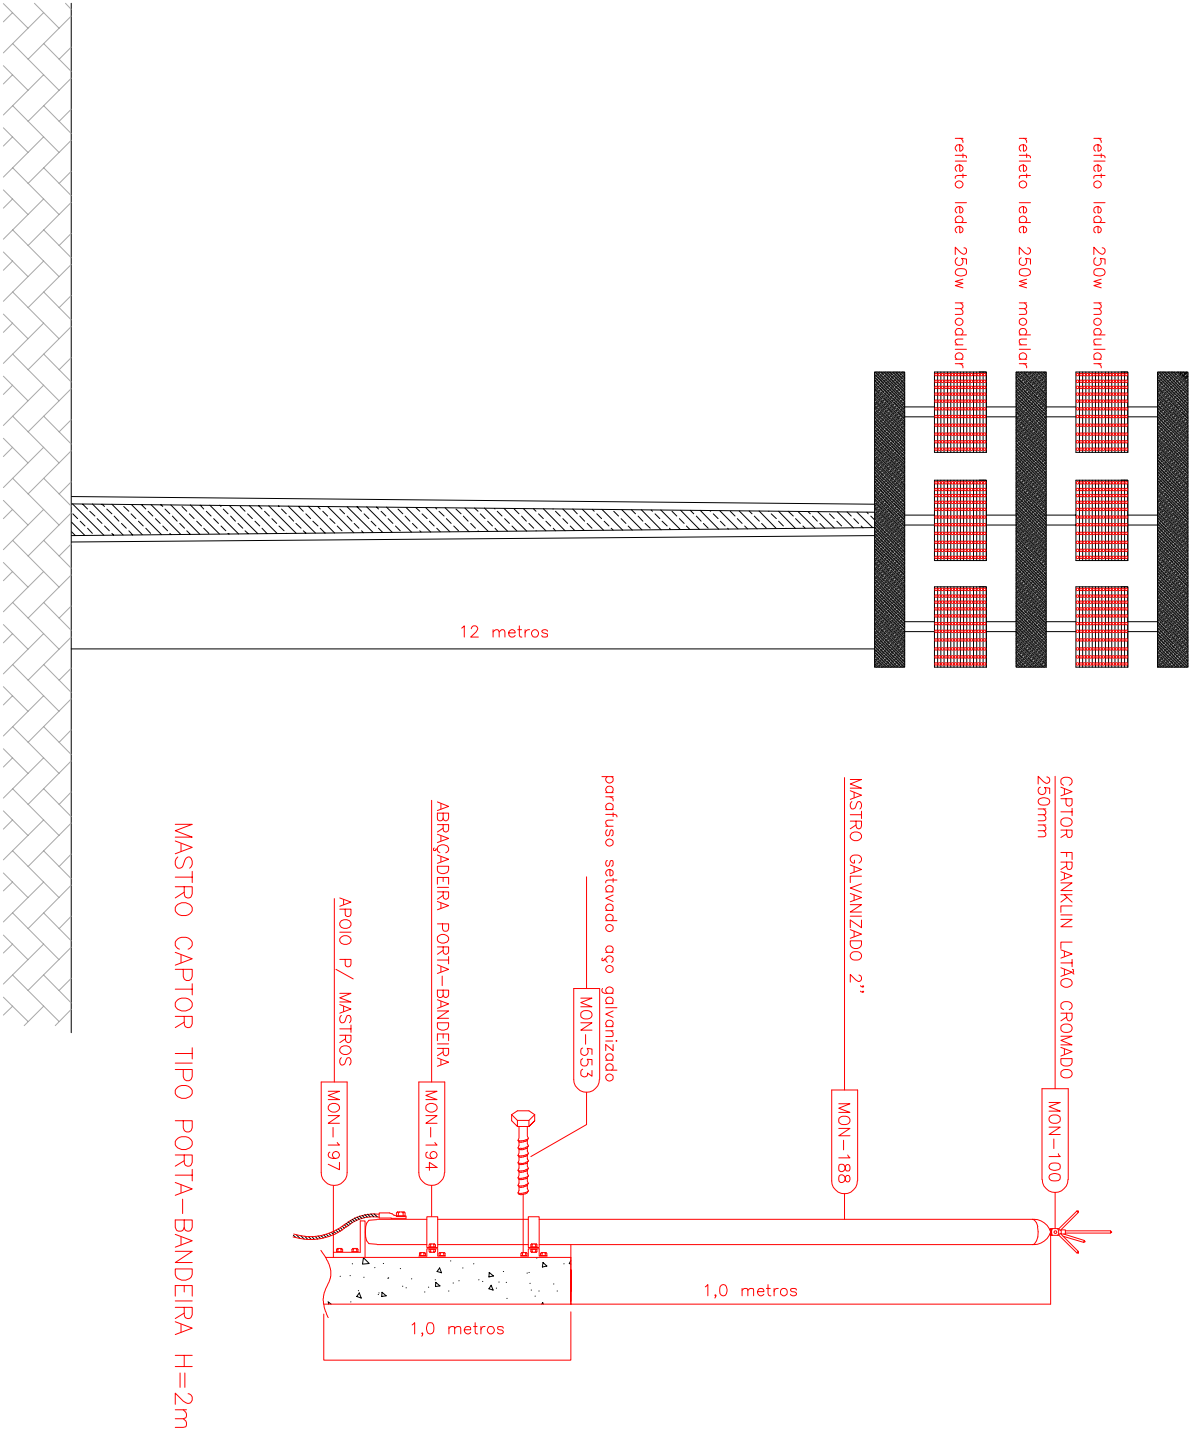 refleto lede 250w modular
refleto lede 250w modular
refleto lede 250w modular
12 metros
CAPTOR FRANKLIN LATÃO CROMADO
250mm
MON-100
MASTRO GALVANIZADO 2’’
MON-188
parafuso setavado aço galvanizado
MON-553
ABRAÇADEIRA PORTA-BANDEIRA
MON-194
APOIO P/ MASTROS
MON-197
1,0 metros
1,0 metros
MASTRO CAPTOR TIPO PORTA-BANDEIRA H=2m